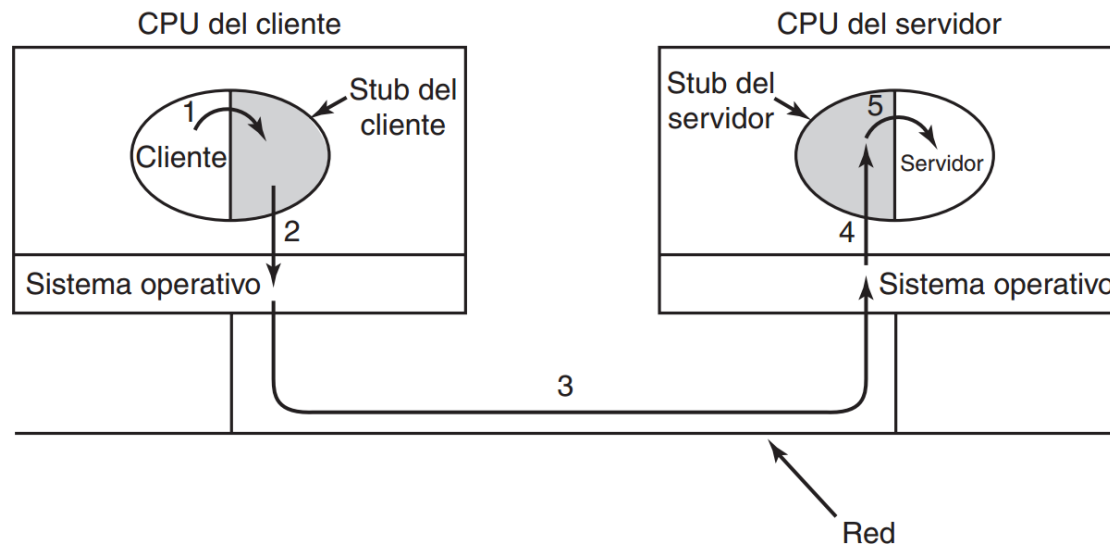 CPU del cliente
CPU del servidor
1
Cliente
Stub del
cliente
2
Sistema operativo
Stub del
servidor
5
Servidor
4
Sistema operativo
3
Red